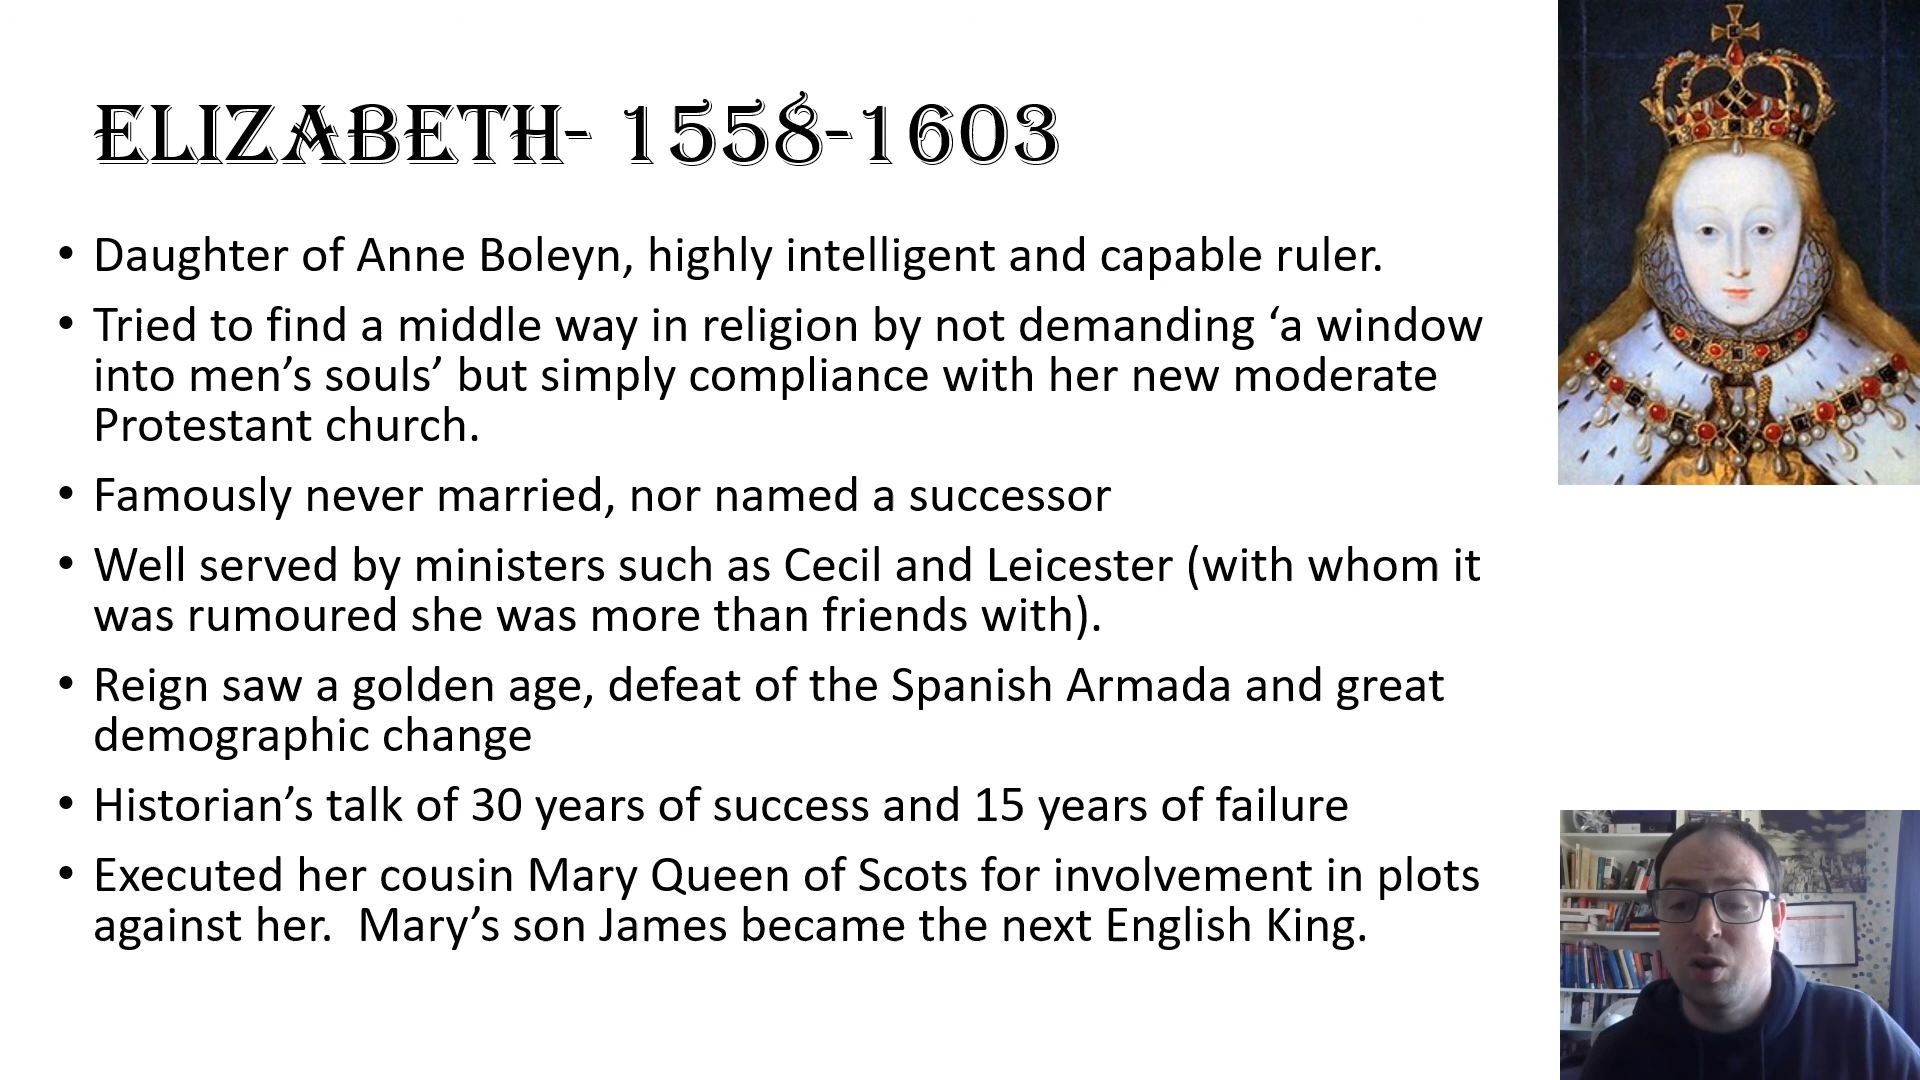 ELIZABETH- 1558-1603
• Daughter of Anne Boleyn, highly intelligent and capable ruler.
• Tried to find a middle way in religion by not demanding ‘a window
into men’s souls’ but simply compliance with her new moderate
Protestant church.
• Famously never married, nor named a successor
• Well served by ministers such as Cecil and Leicester (with whom it
was rumoured she was more than friends with).
• Reign saw a golden age, defeat of the Spanish Armada and great
demographic change
• Historian’s talk of 30 years of success and 15 years of failure
• Executed her cousin Mary Queen of Scots for involvement in plots
against her.  Mary’s son James became the next English King.